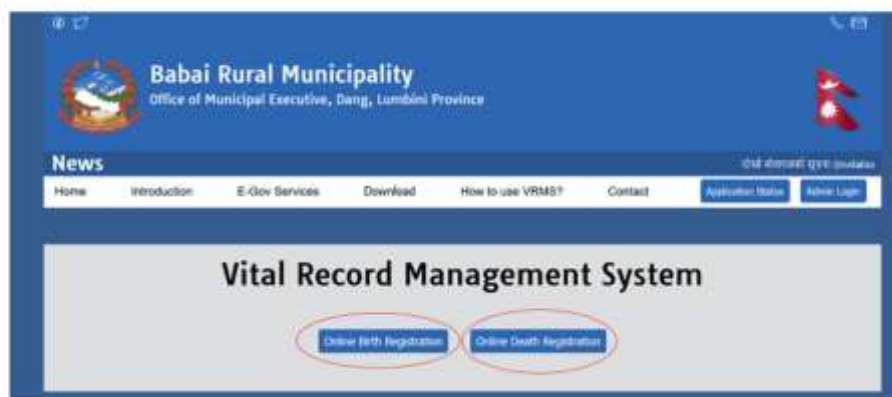 Babai Rural Municipality
Office of Municipal Executive, Dang, Lumbini Province
News
Home Introduction E-Gov Services Download How to use VRMS? Contact Application Status Admin Login
Vital Record Management System
Online Birth Registration Online Death Registration